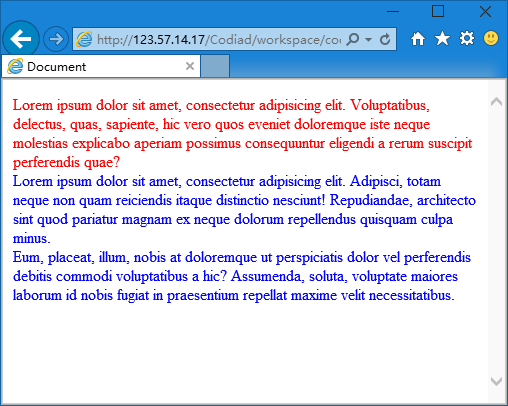 http://123.57.14.17/Codiad/workspace/cod
Document
Lorem ipsum dolor sit amet, consectetur adipisicing elit. Voluptatibus,
delectus, quas, sapiente, hic vero quos eveniet doloremque iste neque
molestias explicabo aperiam possimus consequuntur eligendi a rerum suscipit
perferendis quae?
Lorem ipsum dolor sit amet, consectetur adipisicing elit. Adipisci, totam
neque non quam reiciendis itaque distinctio nesciunt! Repudiandae, architecto
sint quod pariatur magnam ex neque dolorum repellendus quisquam culpa
minus.
Eum, placeat, illum, nobis at doloremque ut perspiciatis dolor vel perferendis
debitis commodi voluptatibus a hic? Assumenda, soluta, voluptate maiores
laborum id nobis fugiat in praesentium repellat maxime velit necessitatibus.